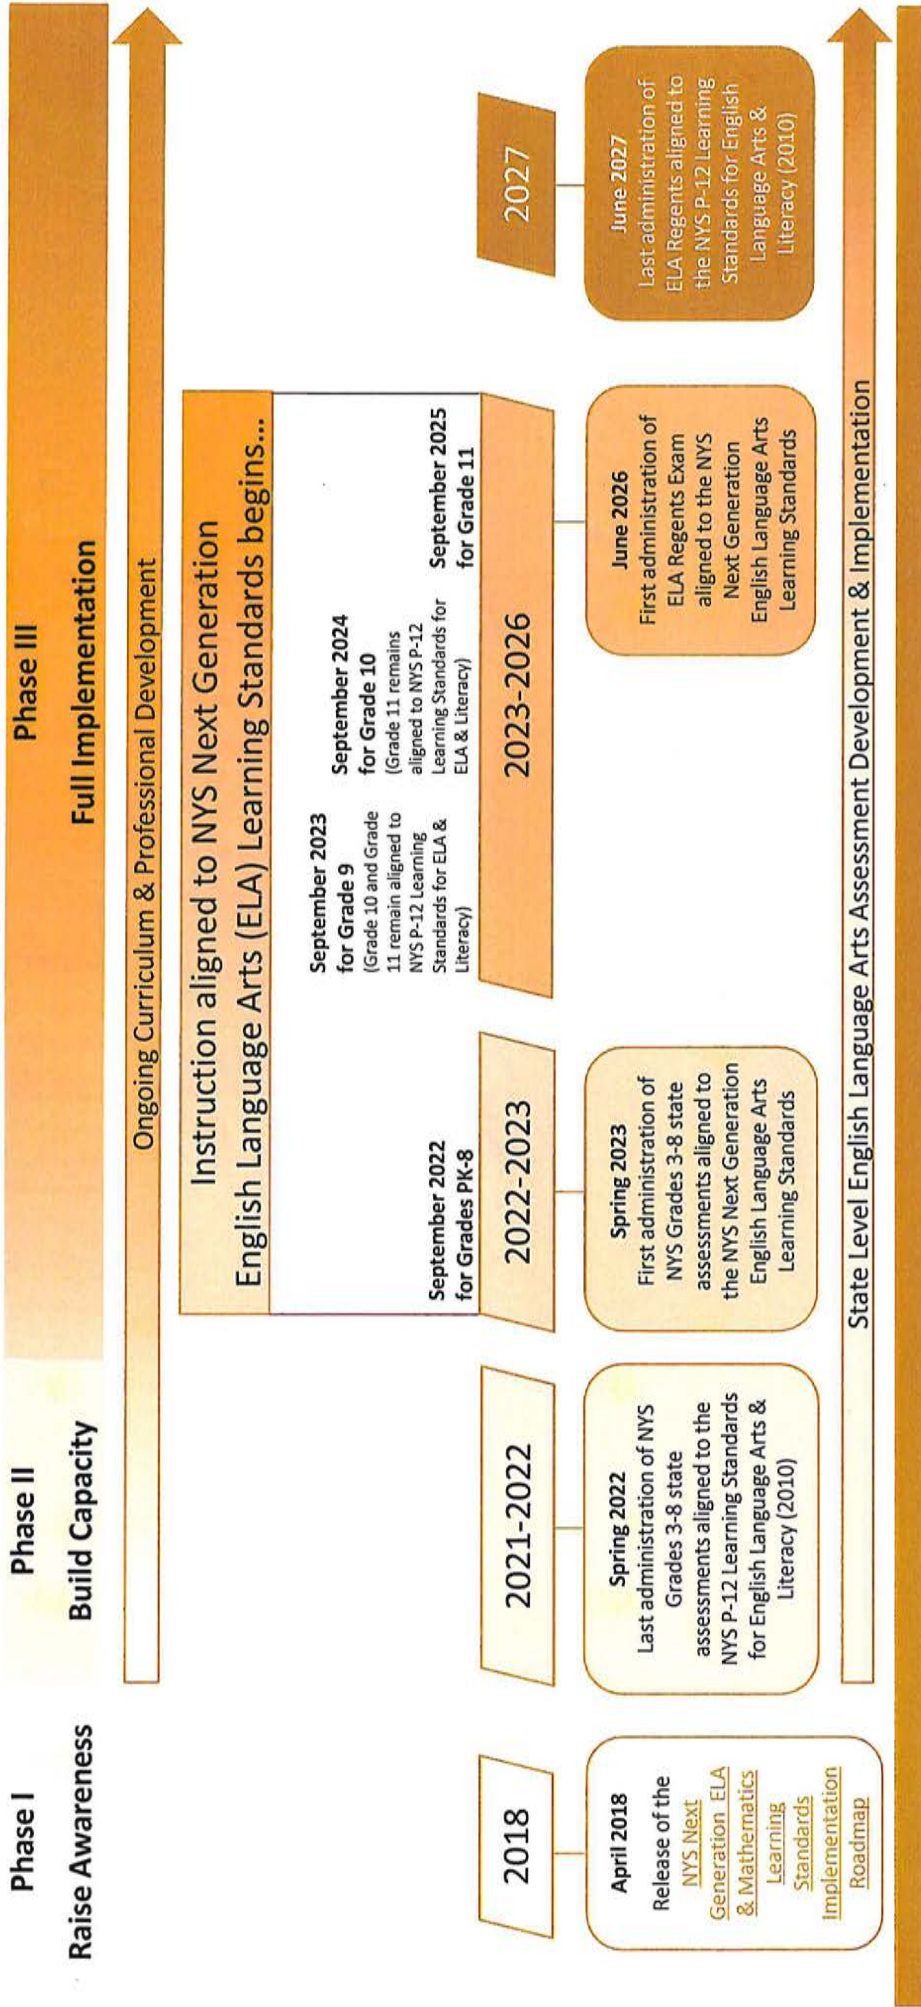 Phase I
Raise Awareness
Phase II
Build Capacity
Phase III
Full Implementation
Ongoing Curriculum & Professional Development
Instruction aligned to NYS Next Generation
English Language Arts (ELA) Learning Standards begins...
September 2022
for Grades PK-8
September 2023
for Grade 9
(Grade 10 and Grade
11 remain aligned to
NYS P-12 Learning
Standards for ELA &
Literacy)
September 2024
for Grade 10
(Grade 11 remains
aligned to NYS P-12
Learning Standards for
ELA & Literacy)
September 2025
for Grade 11
2018
2021-2022
2022-2023
2023-2026
2027
April 2018
Release of the
NYS Next
Generation ELA
& Mathematics
Learning
Standards
Implementation
Roadmap
Spring 2022
Last administration of NYS
Grades 3-8 state
assessments aligned to the
NYS P-12 Learning Standards
for English Language Arts &
Literacy (2010)
Spring 2023
First administration of
NYS Grades 3-8 state
assessments aligned to
the NYS Next Generation
English Language Arts
Learning Standards
June 2026
First administration of
ELA Regents Exam
aligned to the NYS
Next Generation
English Language Arts
Learning Standards
June 2027
Last administration of
ELA Regents aligned to
the NYS P-12 Learning
Standards for English
Language Arts &
Literacy (2010)
State Level English Language Arts Assessment Development & Implementation